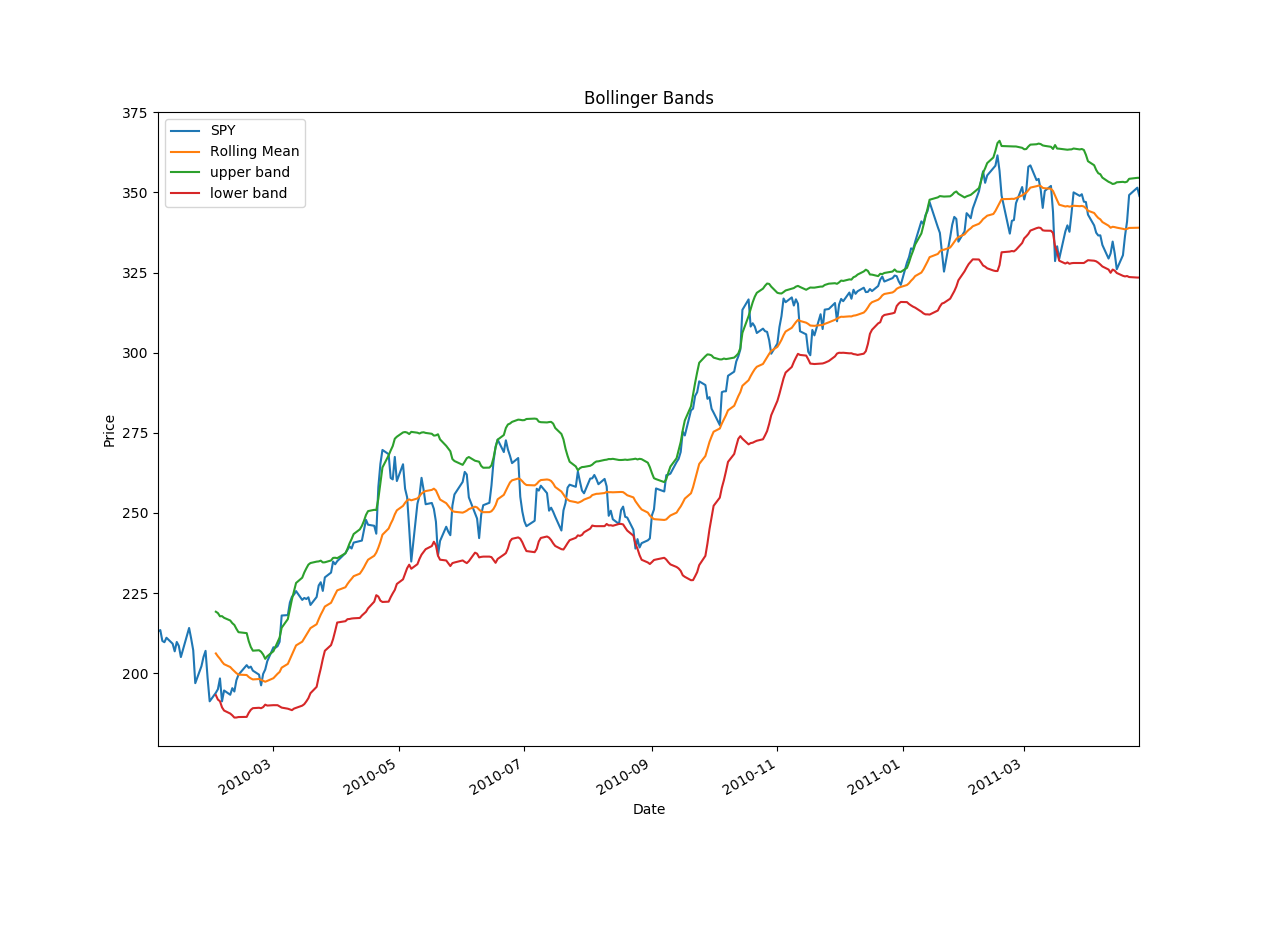 Bollinger Bands
SPY
Rolling Mean
upper band
lower band
375
350
325
300
275
250
225
200
Price
2010-03
2010-05
2010-07
2010-09
2010-11
2011-01
2011-03
Date